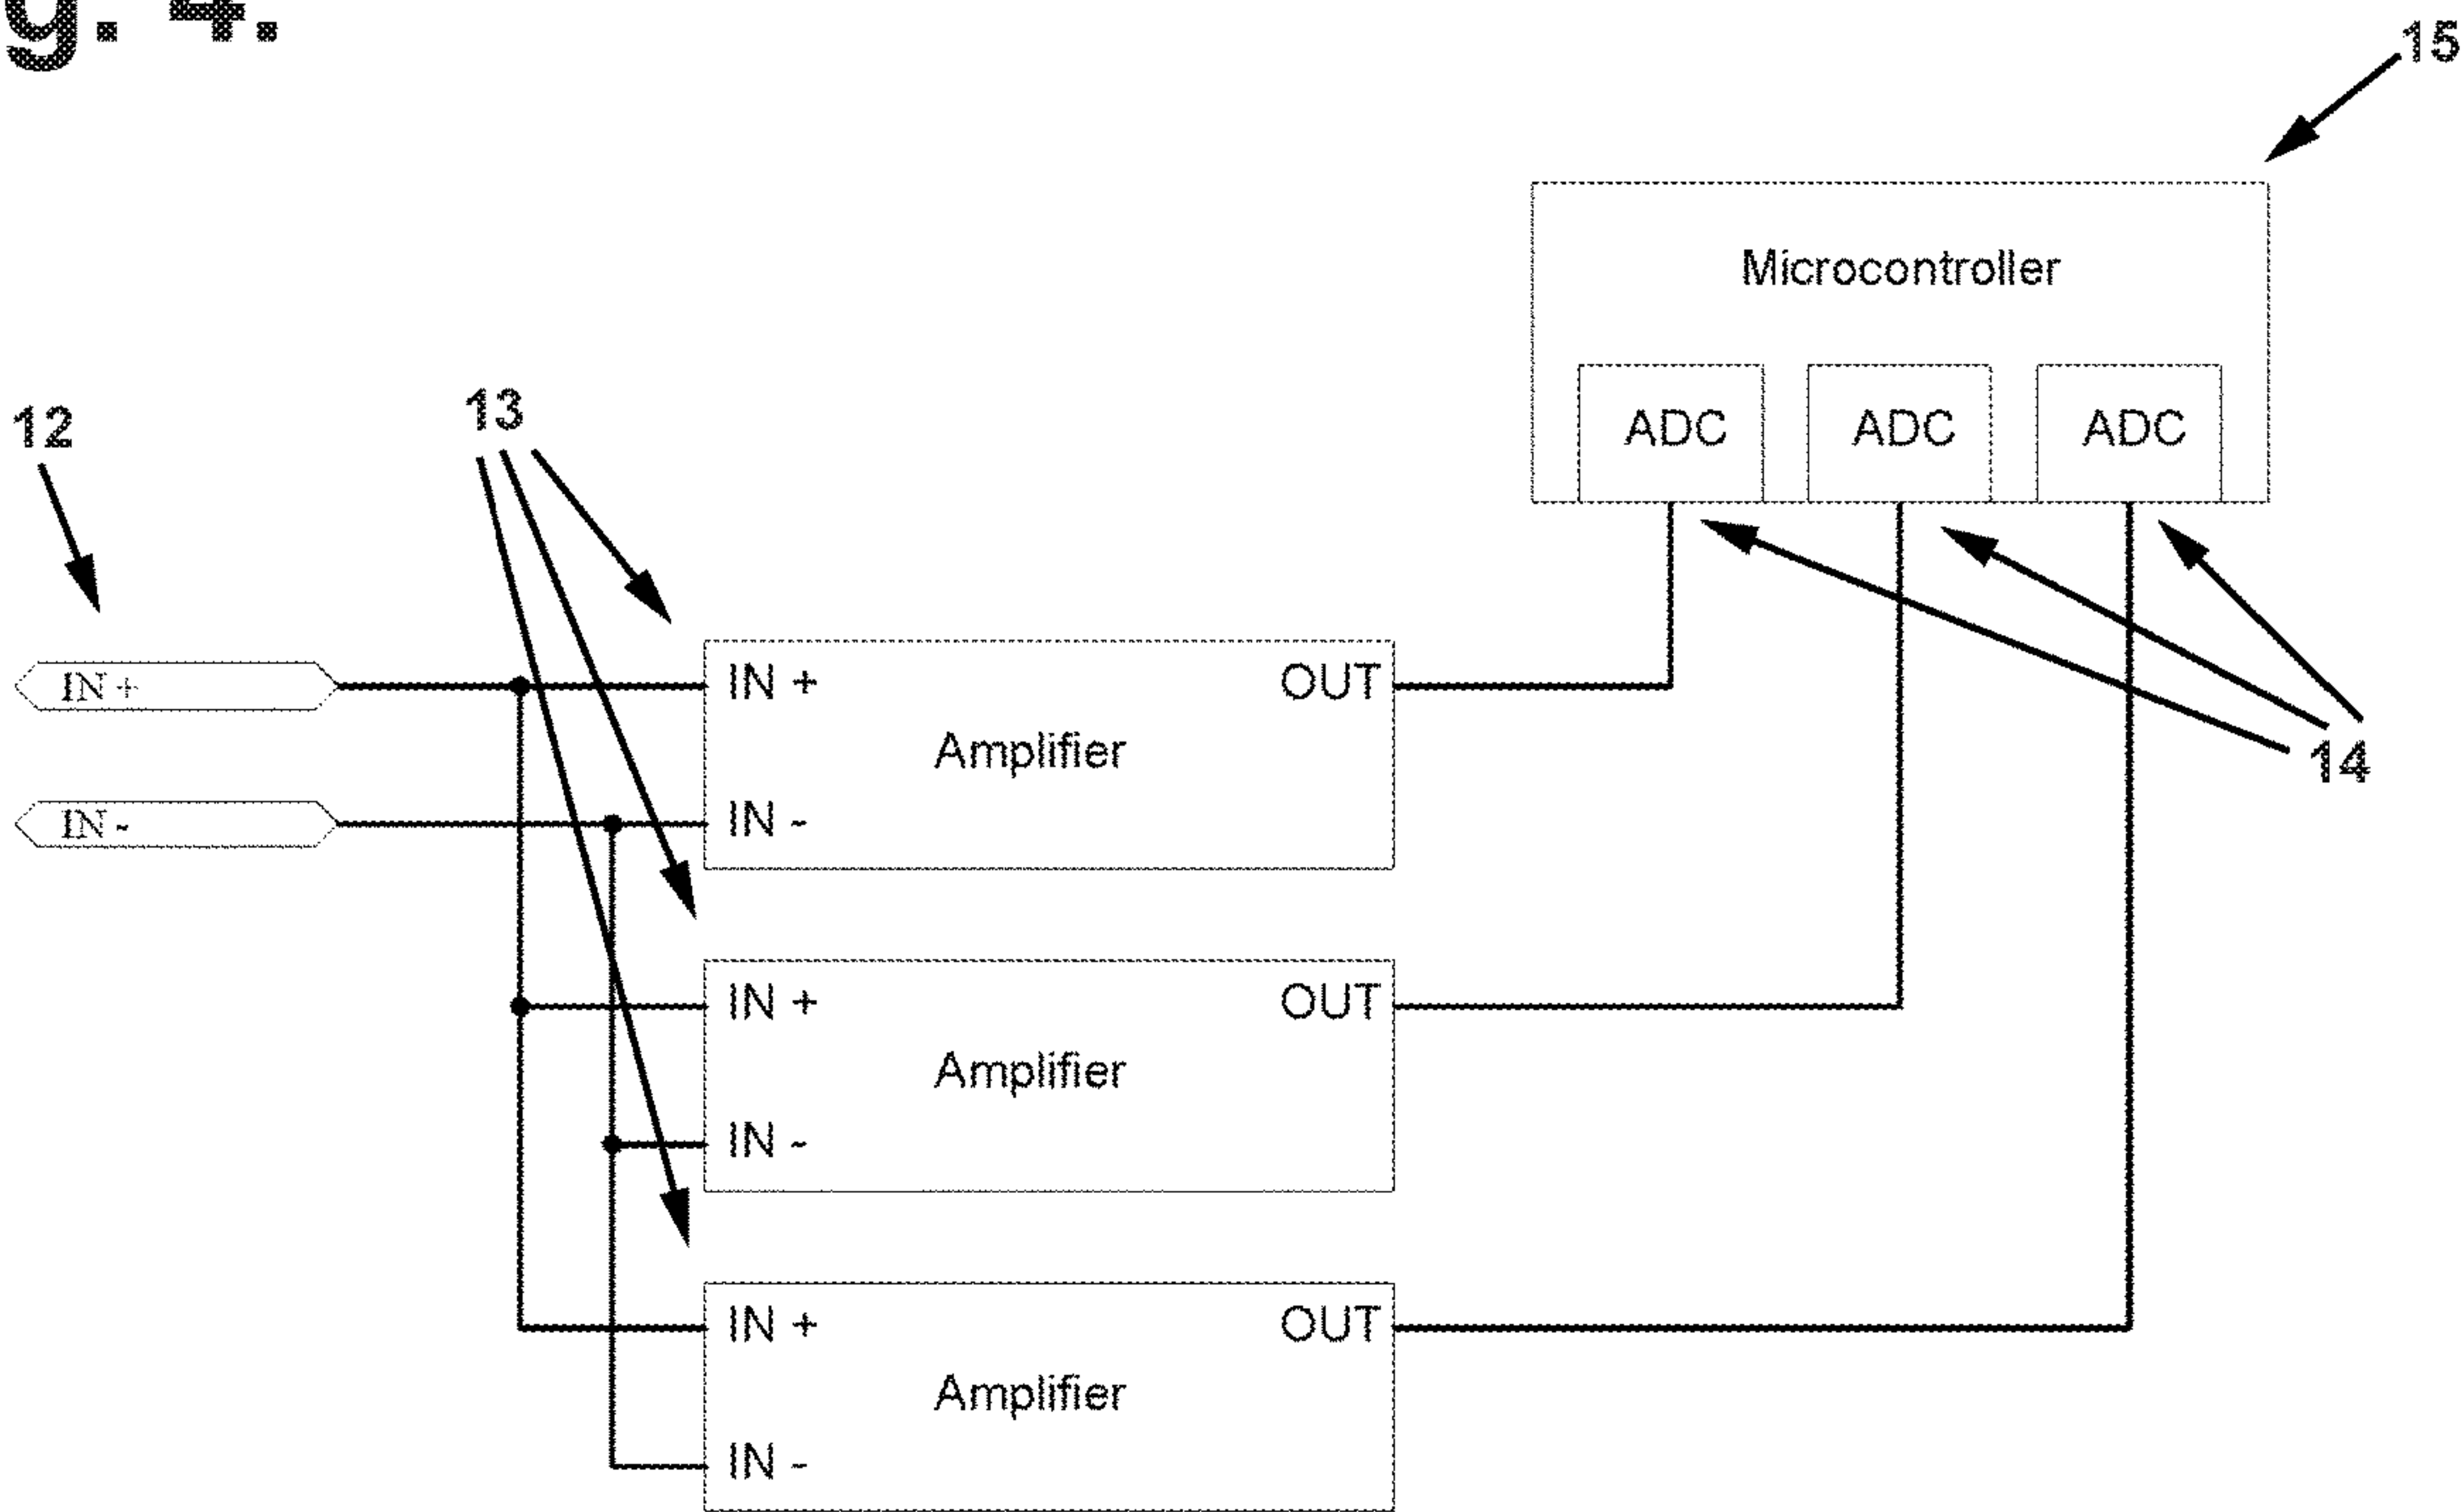 g. 4.
15
Microcontroller
ADC ADC ADC
12
13
IN +
IN -
IN + OUT
Amplifier
IN -
14
IN + OUT
Amplifier
IN -
IN + OUT
Amplifier
IN -